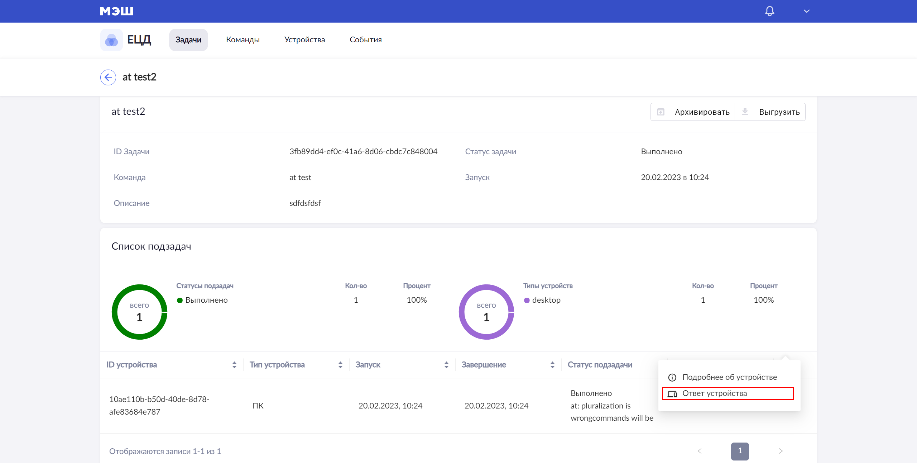 МЭШ
ЕЦД
Задачи
Команды
Устройства
События
at test2
at test2
Архивировать
Выгрузить
ID Задачи
3fb89dd4-ef0c-41a6-8d06-cbdc7c848004
Статус задачи
Выполнено
Команда
at test
Запуск
20.02.2023 в 10:24
Описание
sdfdsfdsf
Список подзадач
всего
1
Статусы подзадач
Кол-во
Процент
Выполнено
1
100%
всего
1
Типы устройств
Кол-во
Процент
desktop
1
100%
ID устройства
Тип устройства
Запуск
Завершение
Статус подзадачи
10ae110b-b50d-40de-8d78-
afe83684e787
ПК
20.02.2023, 10:24
20.02.2023, 10:24
Выполнено
at: pluralization is
wrongcommands will be
Подробнее об устройстве
Ответ устройства
Отображаются записи 1-1 из 1
1